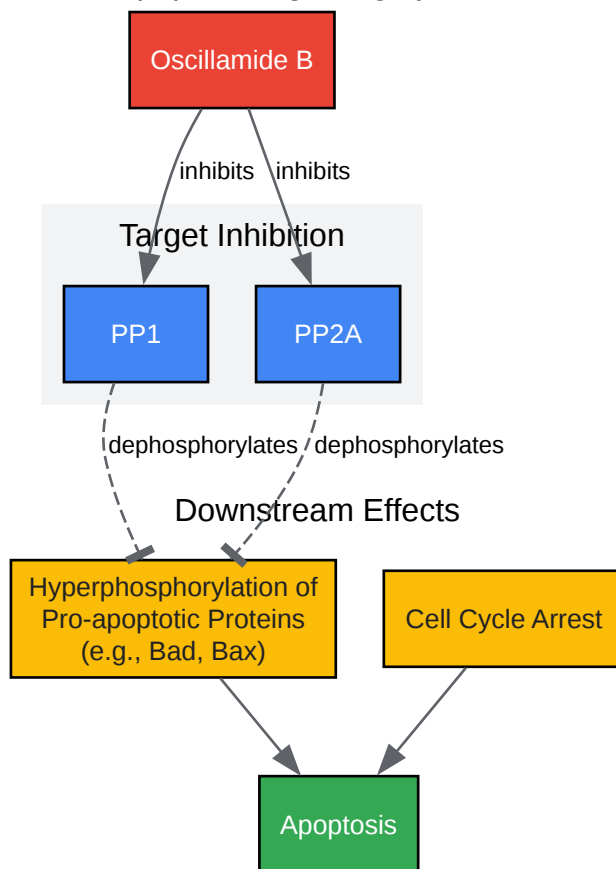 Oscillamide B
inhibits
inhibits
Target Inhibition
PP1
PP2A
dephosphorylates
dephosphorylates
Downstream Effects
Hyperphosphorylation of
Pro-apoptotic Proteins
(e.g., Bad, Bax)
Cell Cycle Arrest
Apoptosis